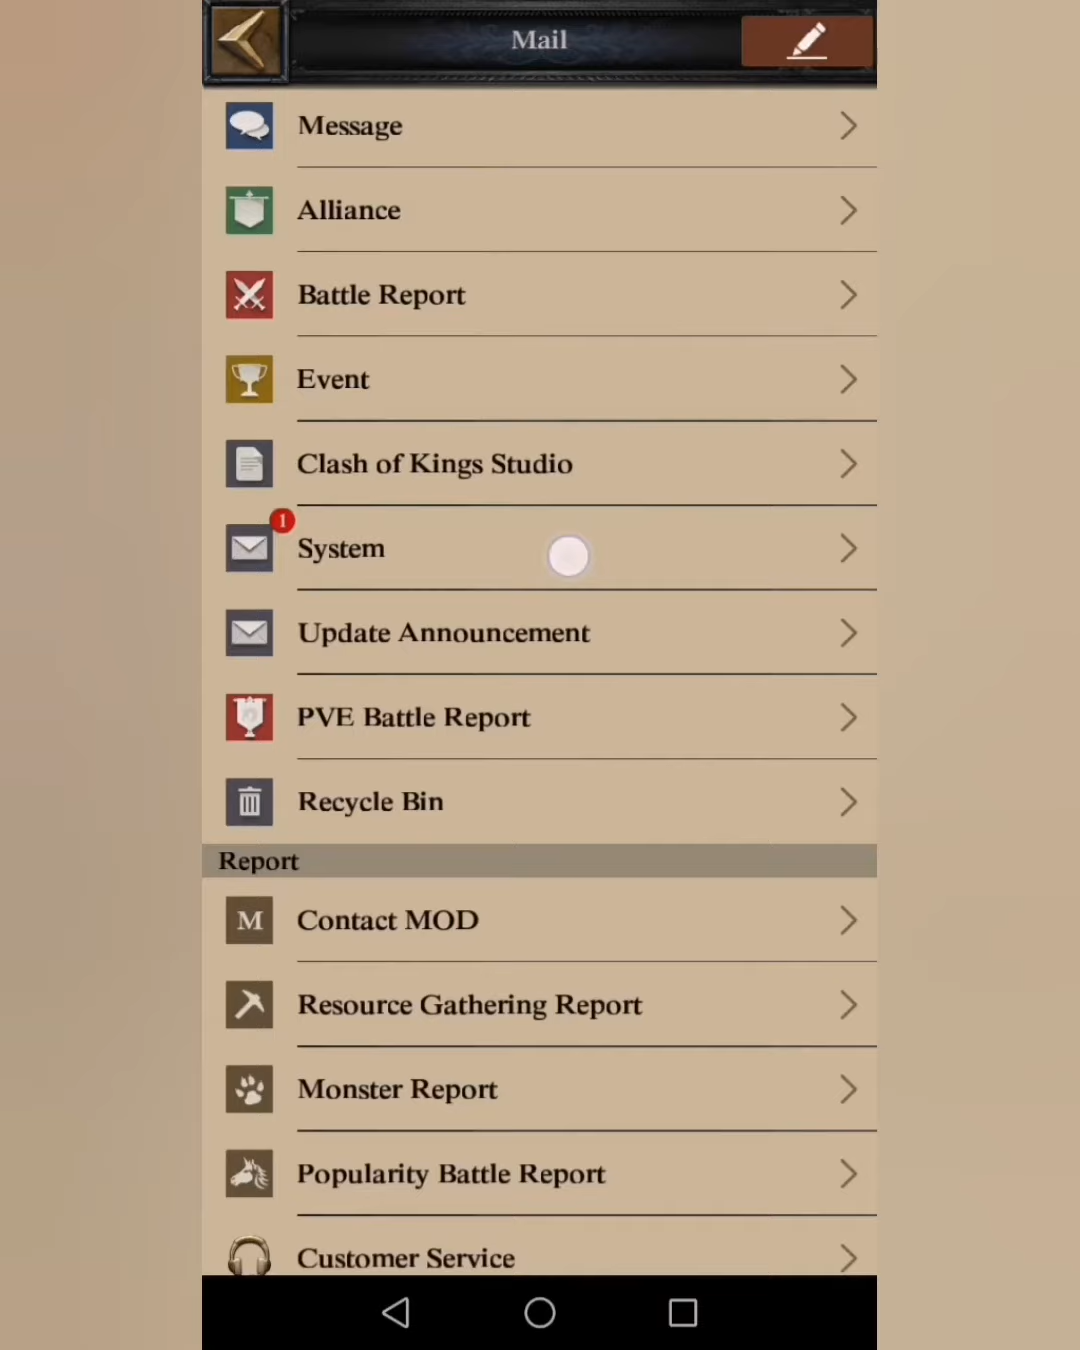 Mail
Message
Alliance
Battle Report
Event
Clash of Kings Studio
1
System
Update Announcement
PVE Battle Report
Recycle Bin
Report
M
Contact MOD
Resource Gathering Report
Monster Report
Popularity Battle Report
Customer Service